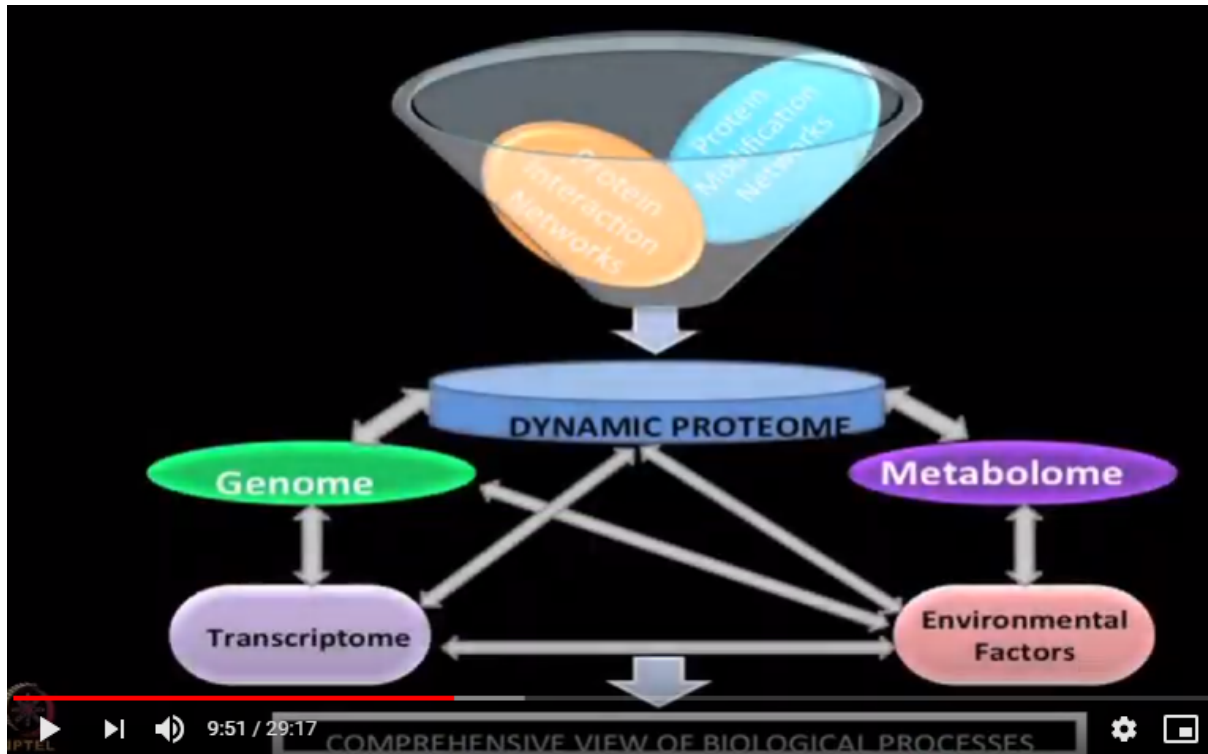 Protein
Modification
Networks
Protein
Interaction
Networks
DYNAMIC PROTEOME
Genome
Metabolome
Transcriptome
Environmental
Factors
9:51 / 29:17
COMPREHENSIVE VIEW OF BIOLOGICAL PROCESSES